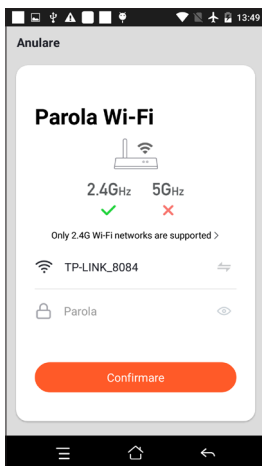 13:49
Anulare
Parola Wi-Fi
2.4GHz 5GHz
Only 2.4G Wi-Fi networks are supported >
TP-LINK_8084
Parola
Confirmare